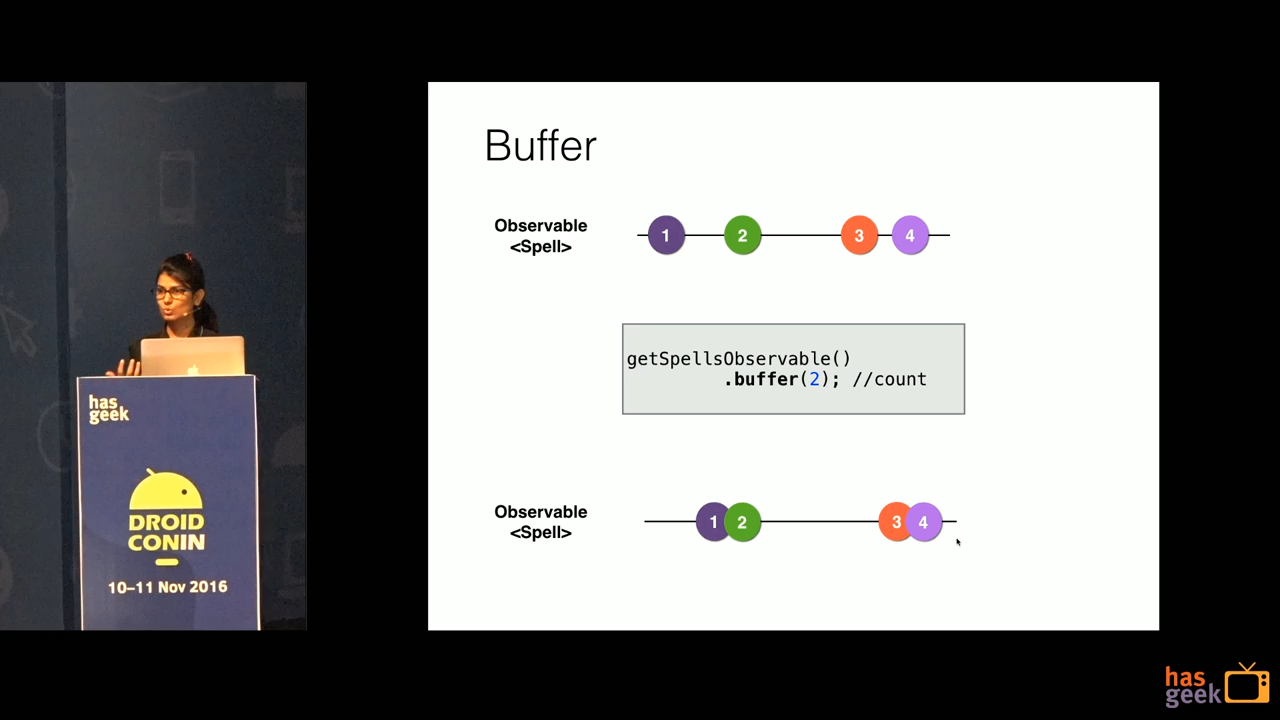 Buffer
Observable
<Spell>
1 2 3 4
getSpellsObservable()
.buffer(2); //count
Observable
<Spell>
1 2 3 4
has
geek
DROID
CONIN
10–11 Nov 2016
has
geek